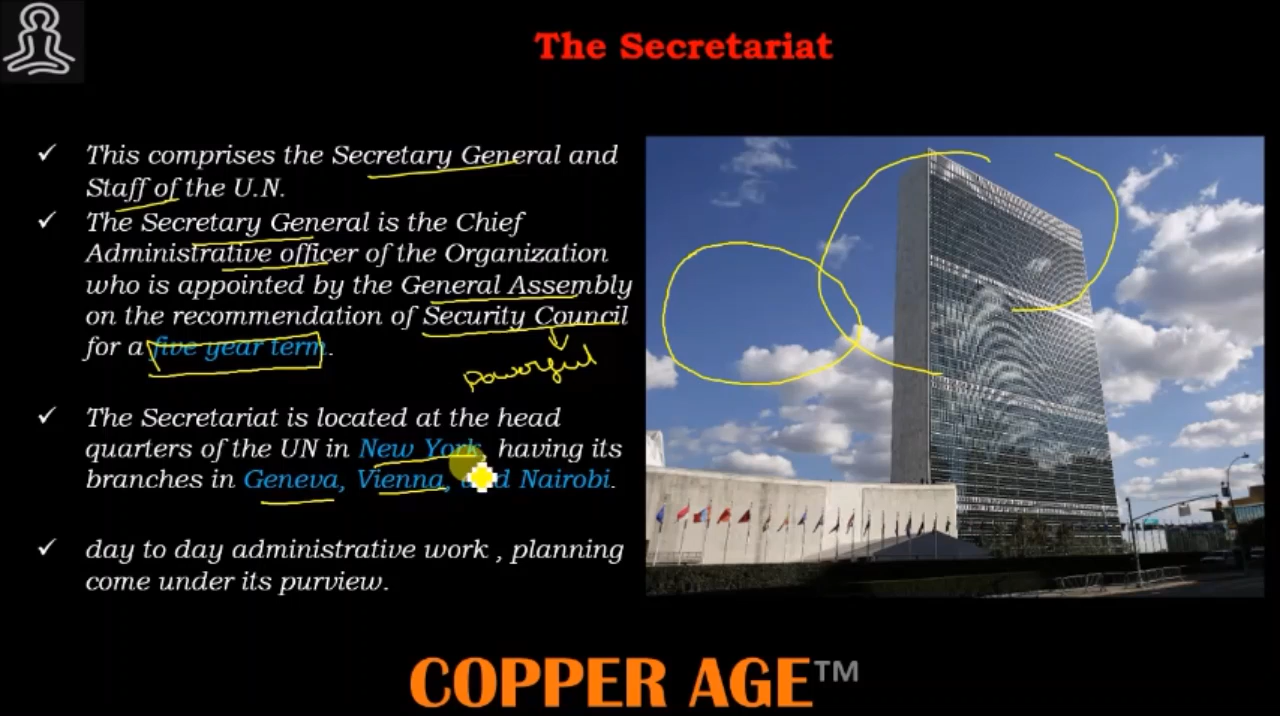 The Secretariat
✓ This comprises the Secretary General and
Staff of the U.N.
✓ The Secretary General is the Chief
Administrative officer of the Organization
who is appointed by the General Assembly
on the recommendation of Security Council
for a five year term.
powerful
✓ The Secretariat is located at the head
quarters of the UN in New York, having its
branches in Geneva, Vienna, and Nairobi.
✓ day to day administrative work , planning
come under its purview.
COPPER AGE™